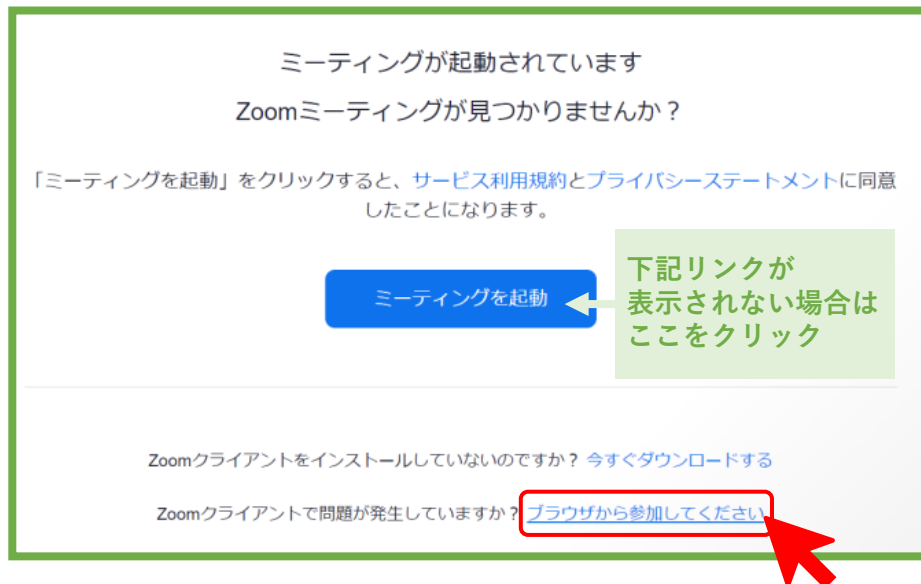 ミーティングが起動されています
Zoomミーティングが見つかりませんか？
「ミーティングを起動」をクリックすると、サービス利用規約とプライバシーステートメントに同意
したことになります。
ミーティングを起動
下記リンクが
表示されない場合は
ここをクリック
Zoomクライアントをインストールしていないのですか？ 今すぐダウンロードする
Zoomクライアントで問題が発生していますか？ ブラウザから参加してください